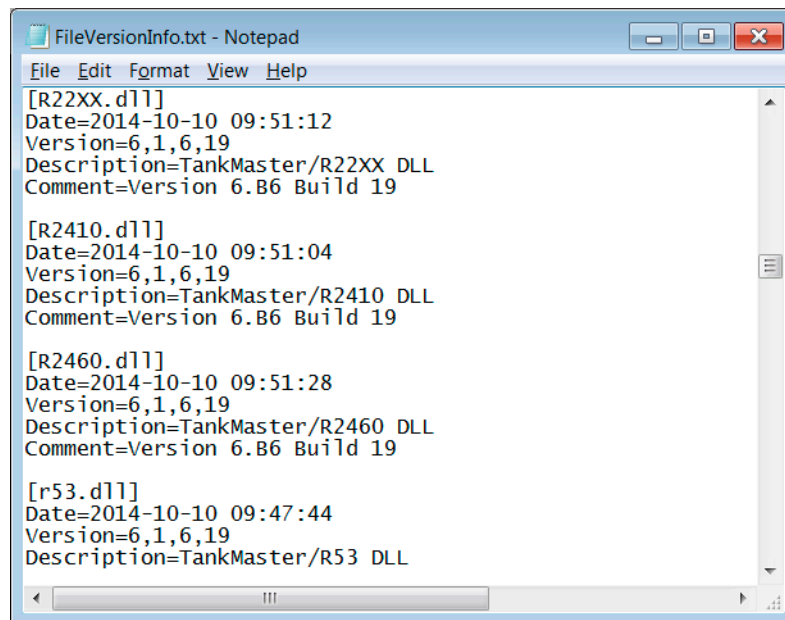 FileVersionInfo.txt - Notepad
File Edit Format View Help
[R22XX.dll]
Date=2014-10-10 09:51:12
Version=6,1,6,19
Description=TankMaster/R22XX DLL
Comment=Version 6.B6 Build 19
[R2410.dll]
Date=2014-10-10 09:51:04
Version=6,1,6,19
Description=TankMaster/R2410 DLL
Comment=Version 6.B6 Build 19
[R2460.dll]
Date=2014-10-10 09:51:28
Version=6,1,6,19
Description=TankMaster/R2460 DLL
Comment=Version 6.B6 Build 19
[r53.dll]
Date=2014-10-10 09:47:44
Version=6,1,6,19
Description=TankMaster/R53 DLL